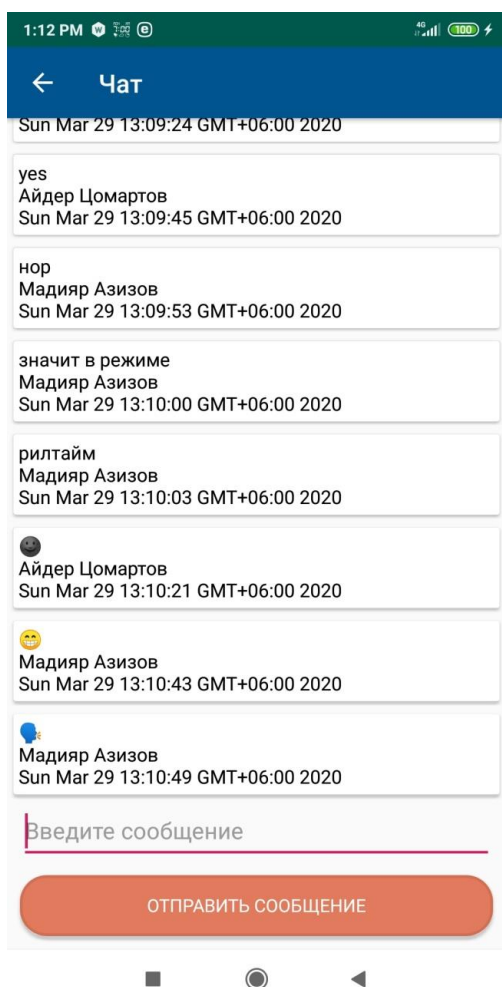 1:12 PM
4G
100
Чат
Sun Mar 29 13:09:24 GMT+06:00 2020
yes
Айдер Цомартов
Sun Mar 29 13:09:45 GMT+06:00 2020
нор
Мадияр Азизов
Sun Mar 29 13:09:53 GMT+06:00 2020
значит в режиме
Мадияр Азизов
Sun Mar 29 13:10:00 GMT+06:00 2020
рилтайм
Мадияр Азизов
Sun Mar 29 13:10:03 GMT+06:00 2020
🌚
Айдер Цомартов
Sun Mar 29 13:10:21 GMT+06:00 2020
😁
Мадияр Азизов
Sun Mar 29 13:10:43 GMT+06:00 2020
🗣
Мадияр Азизов
Sun Mar 29 13:10:49 GMT+06:00 2020
Введите сообщение
ОТПРАВИТЬ СООБЩЕНИЕ